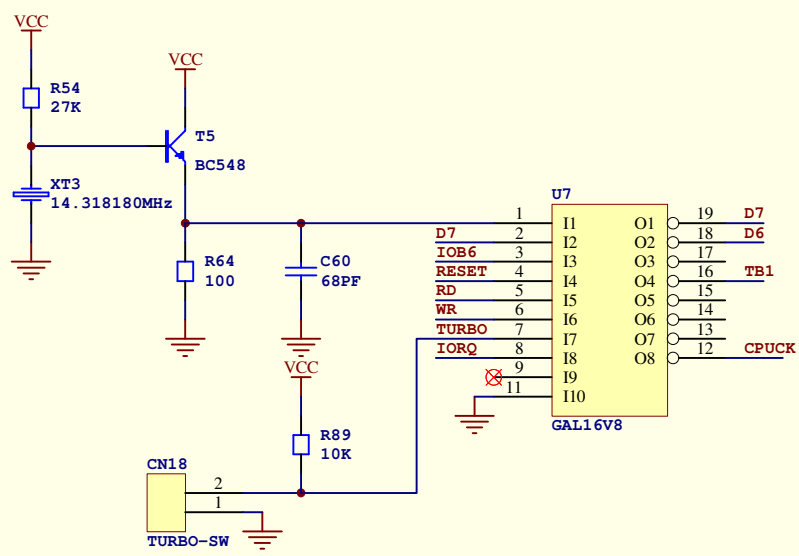 VCC
VCC
R54
27K
T5
BC548
XT3
14.318180MHz
U7
1 I1 O1 19 D7
D7 2 I2 O2 18 D6
IOB6 3 I3 O3 17
RESET 4 I4 O4 16 TB1
RD 5 I5 O5 15
WR 6 I6 O6 14
TURBO 7 I7 O7 13
IORQ 8 I8 O8 12 CPUCK
9 I9
11 I10
GAL16V8
R64
100
C60
68PF
VCC
R89
10K
CN18
2
1
TURBO-SW